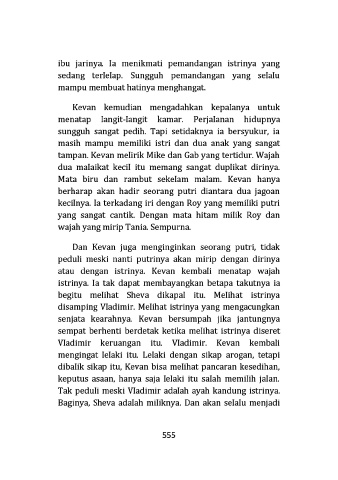 ibu jarinya. Ia menikmati pemandangan istrinya yang
sedang terlelap. Sungguh pemandangan yang selalu
mampu membuat hatinya menghangat.
Kevan kemudian mengadahkan kepalanya untuk
menatap langit-langit kamar. Perjalanan hidupnya
sungguh sangat pedih. Tapi setidaknya ia bersyukur, ia
masih mampu memiliki istri dan dua anak yang sangat
tampan. Kevan melirik Mike dan Gab yang tertidur. Wajah
dua malaikat kecil itu memang sangat duplikat dirinya.
Mata biru dan rambut sekelam malam. Kevan hanya
berharap akan hadir seorang putri diantara dua jagoan
kecilnya. Ia terkadang iri dengan Roy yang memiliki putri
yang sangat cantik. Dengan mata hitam milik Roy dan
wajah yang mirip Tania. Sempurna.
Dan Kevan juga menginginkan seorang putri, tidak
peduli meski nanti putrinya akan mirip dengan dirinya
atau dengan istrinya. Kevan kembali menatap wajah
istrinya. Ia tak dapat membayangkan betapa takutnya ia
begitu melihat Sheva dikapal itu. Melihat istrinya
disamping Vladimir. Melihat istrinya yang mengacungkan
senjata kearahnya. Kevan bersumpah jika jantungnya
sempat berhenti berdetak ketika melihat istrinya diseret
Vladimir keruangan itu. Vladimir. Kevan kembali
mengingat lelaki itu. Lelaki dengan sikap arogan, tetapi
dibalik sikap itu, Kevan bisa melihat pancaran kesedihan,
keputus asaan, hanya saja lelaki itu salah memilih jalan.
Tak peduli meski Vladimir adalah ayah kandung istrinya.
Baginya, Sheva adalah miliknya. Dan akan selalu menjadi
555